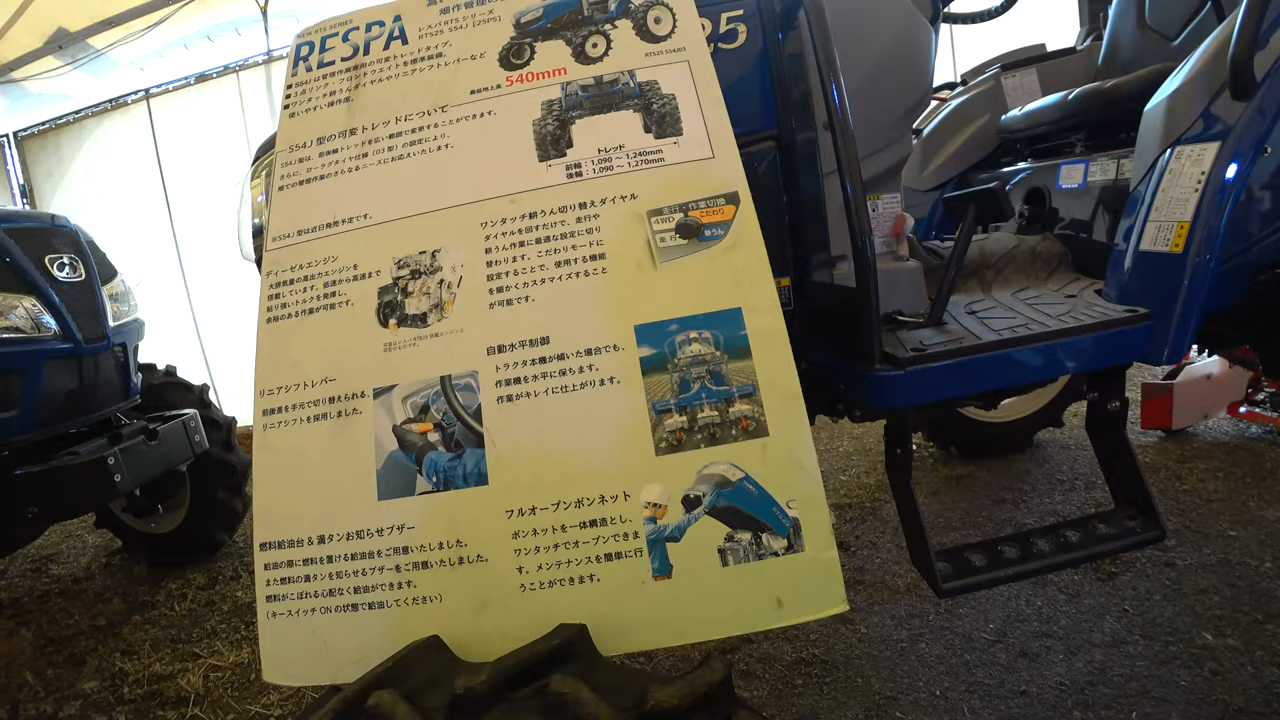 畑作管理の
NEW RTS SERIES
RESPA
レスパ RTS シリーズ
RTS25 S54J [25PS]
■S54J は管理作業専用の可変トレッドタイプ。
■3点リンク・フロントウエイトを標準装備。
■ワンタッチ耕うんダイヤルやリニアシフトレバーなど
使いやすい操作席。
RTS25 S54J03
最低地上高 540mm
S54J 型の可変トレッドについて
S54J 型は、前後輪トレッドを広い範囲で変更することができます。
さらに、ローラグタイヤ仕様（03 型）の設定により、
畑での管理作業のさらなるニーズにお応えいたします。
トレッド
前輪：1,090 ～ 1,240mm
後輪：1,090 ～ 1,270mm
※S54J 型は近日発売予定です。
ディーゼルエンジン
大排気量の高出力エンジンを
搭載しています。低速から高速まで
粘り強いトルクを発揮し、
余裕のある作業が可能です。
写真はレスパ RTS25 搭載エンジンと
同型のものです。
ワンタッチ耕うん切り替えダイヤル
ダイヤルを回すだけで、走行や
耕うん作業に最適な設定に切り
替わります。こだわりモードに
設定することで、使用する機能
を細かくカスタマイズすること
が可能です。
走行・作業切換
4WD こだわり
走行 耕うん
リニアシフトレバー
前後進を手元で切り替えられる、
リニアシフトを採用しました。
自動水平制御
トラクタ本機が傾いた場合でも、
作業機を水平に保ちます。
作業がキレイに仕上がります。
燃料給油台＆満タンお知らせブザー
給油の際に燃料を置ける給油台をご用意いたしました。
また燃料の満タンを知らせるブザーをご用意いたしました。
燃料がこぼれる心配なく給油ができます。
（キースイッチ ON の状態で給油してください）
フルオープンボンネット
ボンネットを一体構造とし、
ワンタッチでオープンできま
す。メンテナンスを簡単に行
うことができます。
25